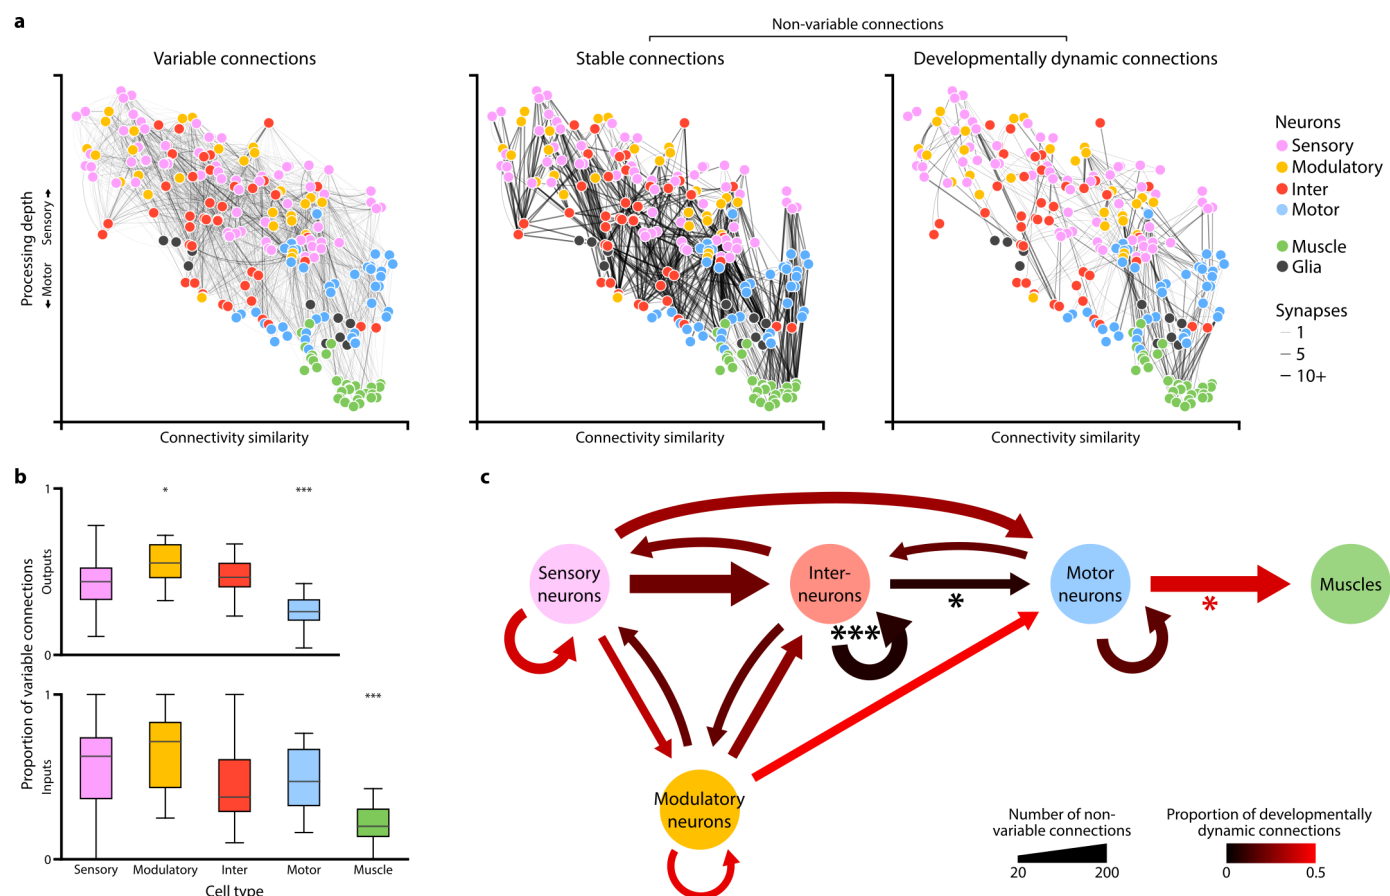 a
Non-variable connections
Variable connections
Stable connections
Developmentally dynamic connections
Processing depth
Motor
Sensory
Connectivity similarity
Connectivity similarity
Connectivity similarity
Neurons
Sensory
Modulatory
Inter
Motor
Muscle
Glia
Synapses
1
5
10+
b
Proportion of variable connections
Outputs
1
0
*
***
Inputs
1
0
***
Sensory
Modulatory
Inter
Motor
Muscle
Cell type
c
Sensory
neurons
Inter-
neurons
Motor
neurons
Muscles
Modulatory
neurons
***
*
*
Number of non-
variable connections
20
200
Proportion of developmentally
dynamic connections
0
0.5